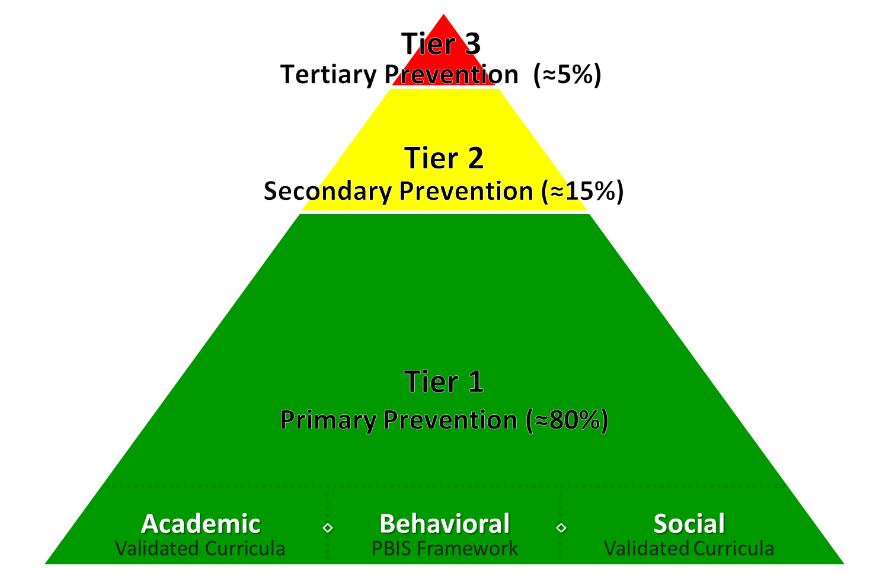 Tier 3
Tertiary Prevention (≈5%)
Tier 2
Secondary Prevention (≈15%)
Tier 1
Primary Prevention (≈80%)
Academic ◇ Behavioral ◇ Social
Validated Curricula PBIS Framework Validated Curricula